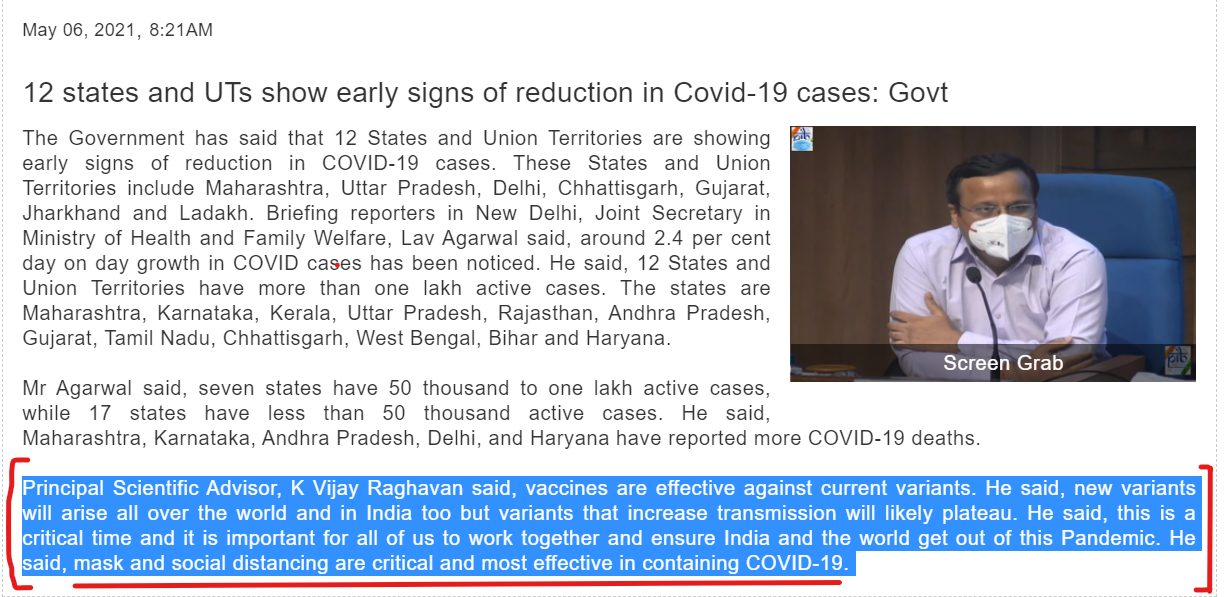 May 06, 2021, 8:21AM
12 states and UTs show early signs of reduction in Covid-19 cases: Govt
The Government has said that 12 States and Union Territories are showing
early signs of reduction in COVID-19 cases. These States and Union
Territories include Maharashtra, Uttar Pradesh, Delhi, Chhattisgarh, Gujarat,
Jharkhand and Ladakh. Briefing reporters in New Delhi, Joint Secretary in
Ministry of Health and Family Welfare, Lav Agarwal said, around 2.4 per cent
day on day growth in COVID cases has been noticed. He said, 12 States and
Union Territories have more than one lakh active cases. The states are
Maharashtra, Karnataka, Kerala, Uttar Pradesh, Rajasthan, Andhra Pradesh,
Gujarat, Tamil Nadu, Chhattisgarh, West Bengal, Bihar and Haryana.
Screen Grab
Mr Agarwal said, seven states have 50 thousand to one lakh active cases,
while 17 states have less than 50 thousand active cases. He said,
Maharashtra, Karnataka, Andhra Pradesh, Delhi, and Haryana have reported more COVID-19 deaths.
Principal Scientific Advisor, K Vijay Raghavan said, vaccines are effective against current variants. He said, new variants
will arise all over the world and in India too but variants that increase transmission will likely plateau. He said, this is a
critical time and it is important for all of us to work together and ensure India and the world get out of this Pandemic. He
said, mask and social distancing are critical and most effective in containing COVID-19.